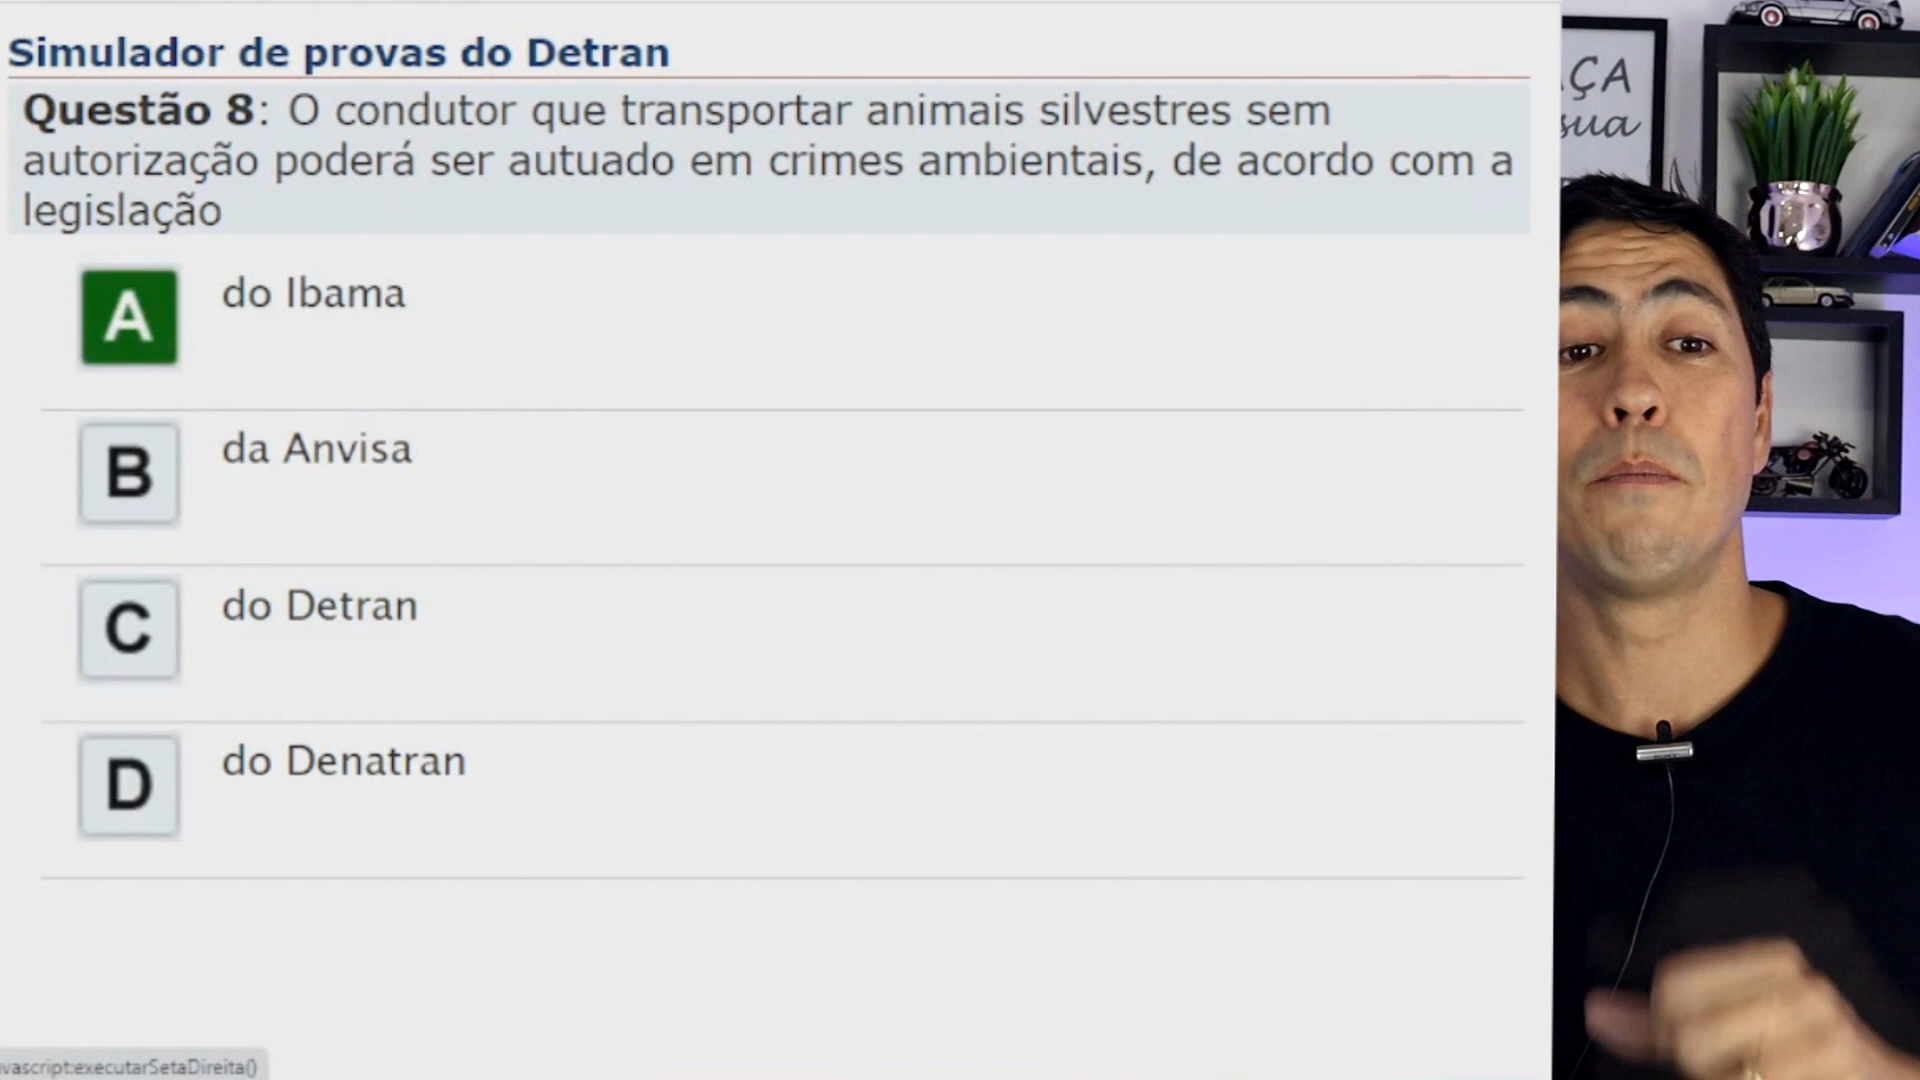 Simulador de provas do Detran
Questão 8: O condutor que transportar animais silvestres sem
autorização poderá ser autuado em crimes ambientais, de acordo com a
legislação
A do Ibama
B da Anvisa
C do Detran
D do Denatran
vascript:executarSetaDireita()
ÇA
sua